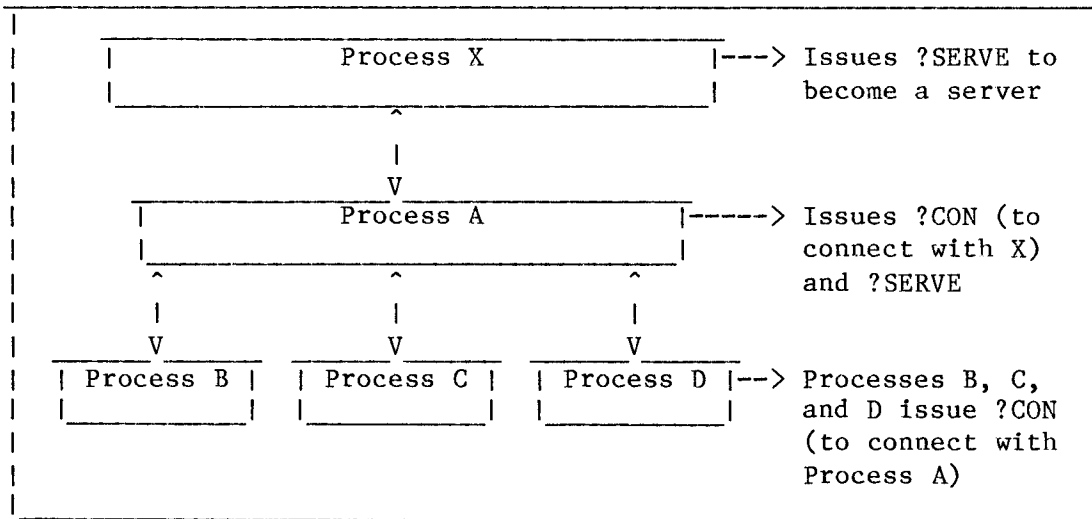 Process X ---> Issues ?SERVE to
become a server
Process A -----> Issues ?CON (to
connect with X)
and ?SERVE
Process B Process C Process D --> Processes B, C,
and D issue ?CON
(to connect with
Process A)